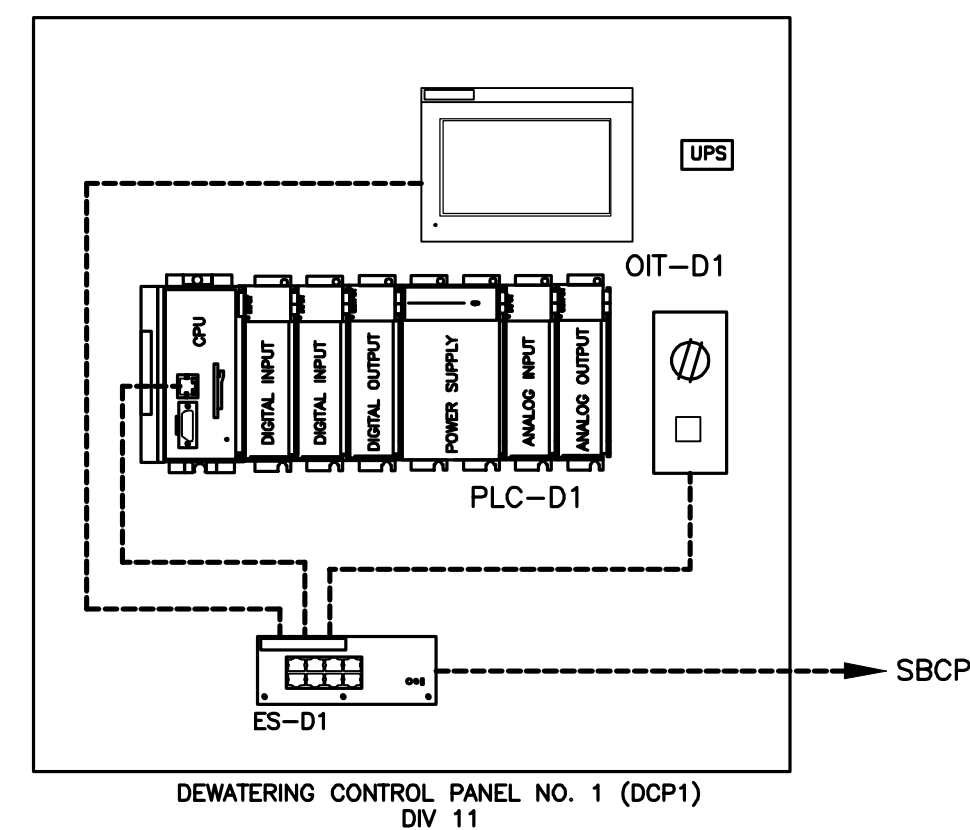 UPS
OIT-D1
CPU
DIGITAL INPUT
DIGITAL INPUT
DIGITAL OUTPUT
POWER SUPPLY
ANALOG INPUT
ANALOG OUTPUT
PLC-D1
SBCP
ES-D1
DEWATERING CONTROL PANEL NO. 1 (DCP1)
DIV 11